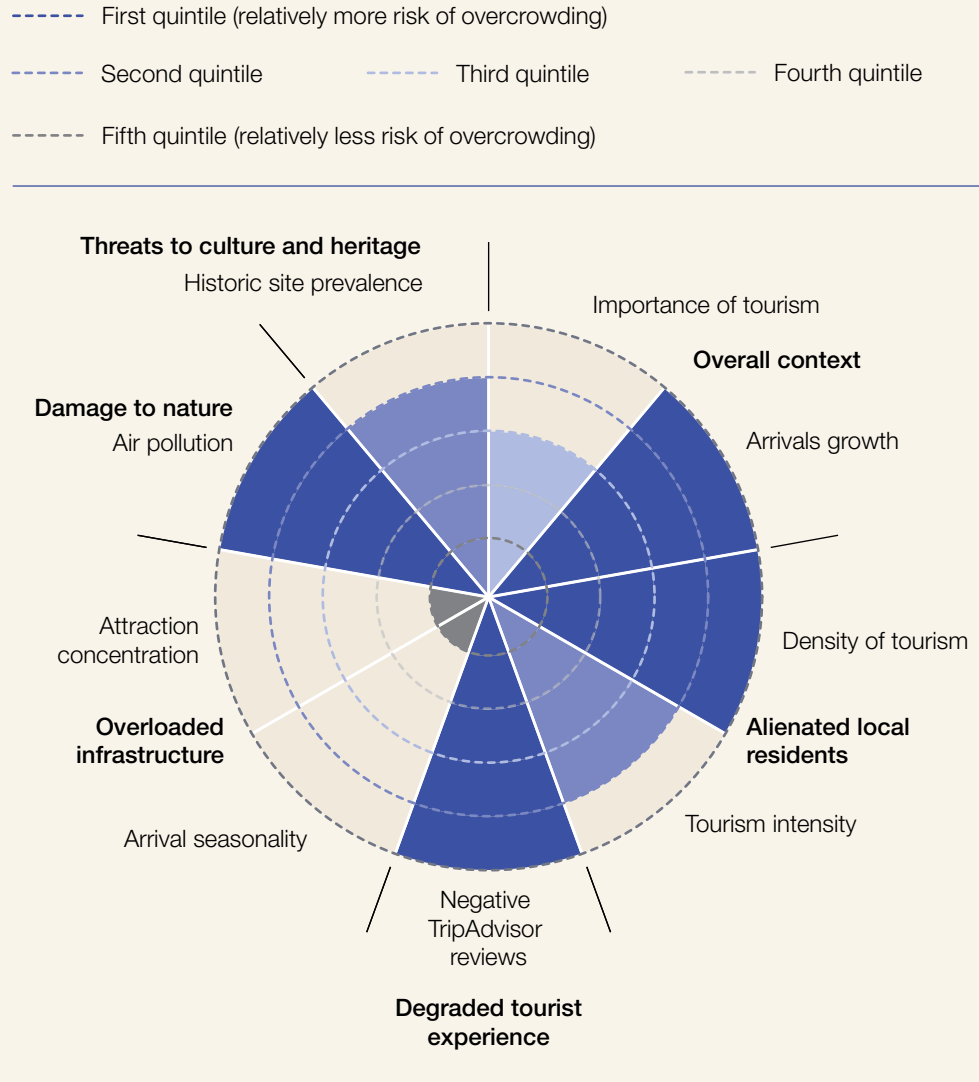 First quintile (relatively more risk of overcrowding)
Second quintile
Third quintile
Fourth quintile
Fifth quintile (relatively less risk of overcrowding)
Threats to culture and heritage
Historic site prevalence
Importance of tourism
Overall context
Arrivals growth
Damage to nature
Air pollution
Density of tourism
Attraction
concentration
Alienated local
residents
Overloaded
infrastructure
Tourism intensity
Arrival seasonality
Negative
TripAdvisor
reviews
Degraded tourist
experience